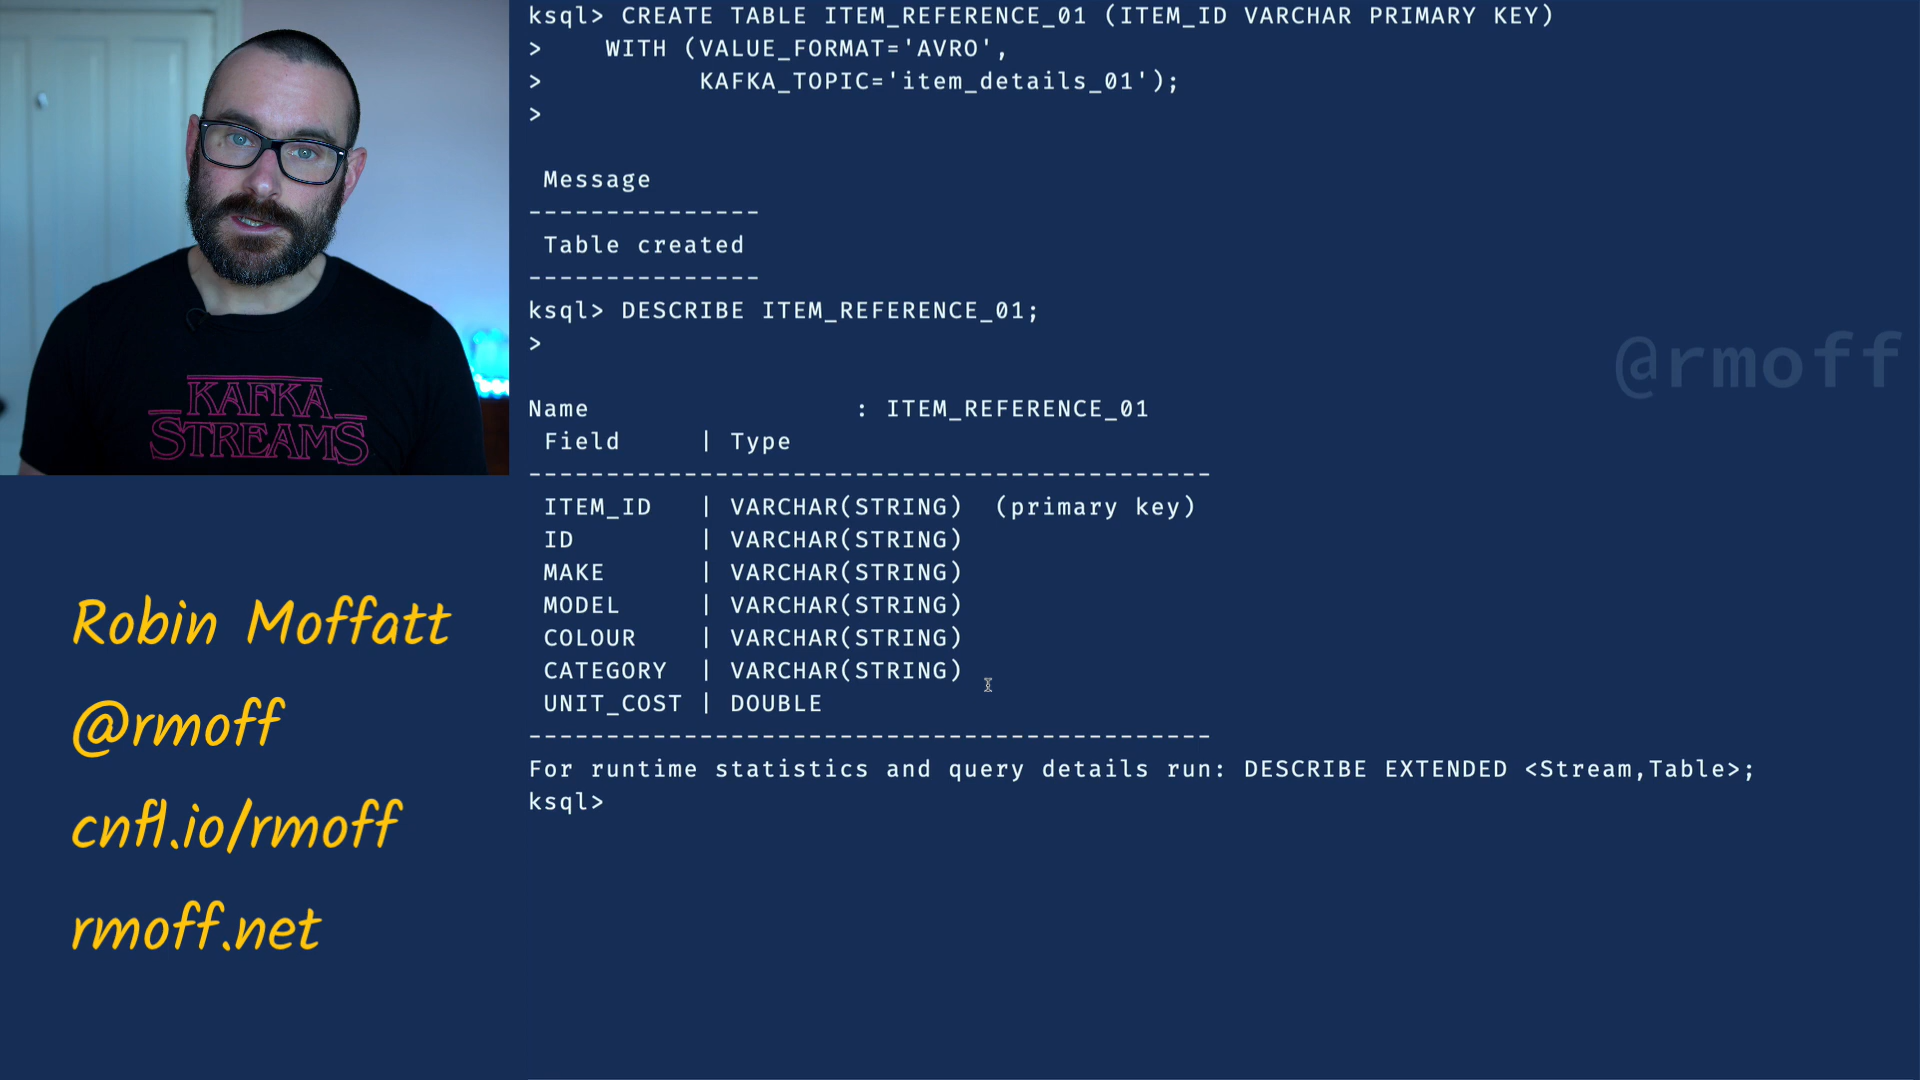 ksql> CREATE TABLE ITEM_REFERENCE_01 (ITEM_ID VARCHAR PRIMARY KEY)
>    WITH (VALUE_FORMAT='AVRO',
>          KAFKA_TOPIC='item_details_01');
>
Message
---------------
Table created
---------------
ksql> DESCRIBE ITEM_REFERENCE_01;
>
Name                 : ITEM_REFERENCE_01
Field     | Type
--------------------------------------------
ITEM_ID   | VARCHAR(STRING)  (primary key)
ID        | VARCHAR(STRING)
MAKE      | VARCHAR(STRING)
MODEL     | VARCHAR(STRING)
COLOUR    | VARCHAR(STRING)
CATEGORY  | VARCHAR(STRING)
UNIT_COST | DOUBLE
--------------------------------------------
For runtime statistics and query details run: DESCRIBE EXTENDED <Stream,Table>;
ksql>
@rmoff
KAFKA
STREAMS
Robin Moffatt
@rmoff
cnfl.io/rmoff
rmoff.net